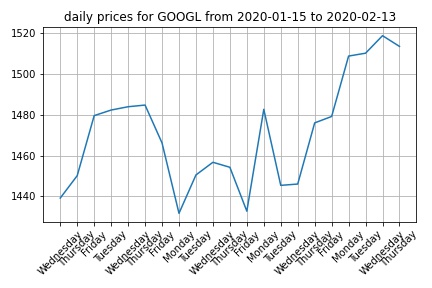 daily prices for GOOGL from 2020-01-15 to 2020-02-13
1520
1500
1480
1460
1440
Wednesday
Thursday
Friday
Tuesday
Wednesday
Thursday
Friday
Monday
Tuesday
Wednesday
Thursday
Friday
Monday
Tuesday
Wednesday
Thursday
Friday
Monday
Tuesday
Wednesday
Thursday